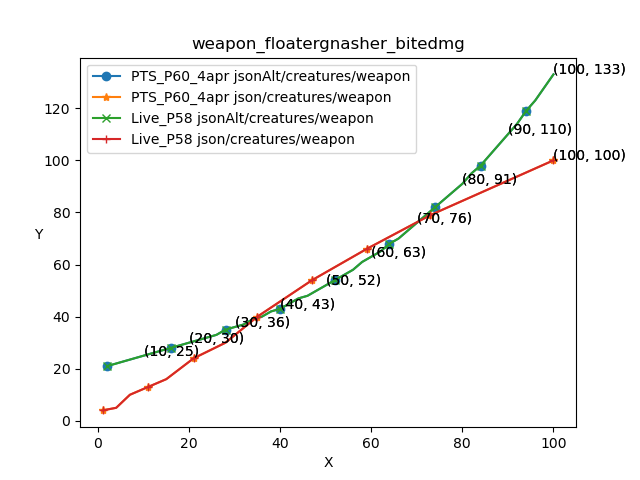 weapon_floatergnasher_bitedmg
PTS_P60_4apr jsonAlt/creatures/weapon
PTS_P60_4apr json/creatures/weapon
Live_P58 jsonAlt/creatures/weapon
Live_P58 json/creatures/weapon
(100, 133)
(90, 110)
(100, 100)
(80, 91)
(70, 76)
(60, 63)
(50, 52)
(40, 43)
(30, 36)
(20, 30)
(10, 25)
Y
120
100
80
60
40
20
0
0 20 40 60 80 100
X